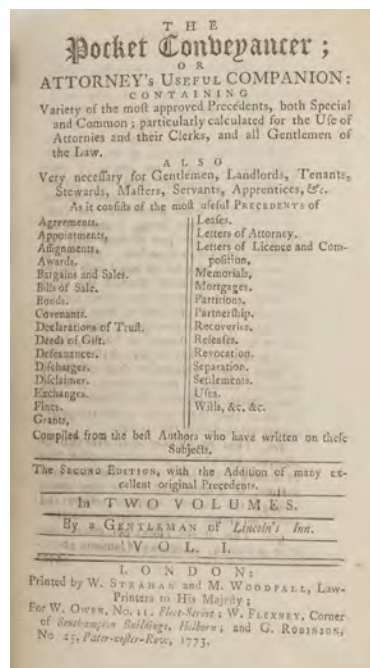 THE
Pocket Conveyancer;
OR
ATTORNEY's USEFUL COMPANION:
CONTAINING
Variety of the moſt approved Precedents, both Special
and Common; particularly calculated for the Uſe of
Attornies and their Clerks, and all Gentlemen of
the Law.
ALSO
Very neceſſary for Gentlemen, Landlords, Tenants,
Stewards, Maſters, Servants, Apprentices, &c.
As it conſiſts of the moſt uſeful PRECEDENTS of
Agreements.
Appointments,
Aſſignments,
Awards.
Bargains and Sales.
Bills of Sale.
Bonds.
Covenants.
Declarations of Truſt.
Deeds of Gift.
Defeazances.
Diſcharges.
Diſclaimer.
Exchanges.
Fines.
Grants,
Leaſes.
Letters of Attorney.
Letters of Licence and Com-
poſition,
Memorials,
Mortgages.
Partitions.
Partnerſhip.
Recoveries.
Releaſes.
Revocation.
Separation.
Settlements.
Uſes.
Wills, &c. &c.
Compiled from the beſt Authors who have written on theſe
Subjects.
The SECOND EDITION, with the Addition of many ex-
cellent original Precedents.
In TWO VOLUMES.
By a GENTLEMAN of Lincoln's Inn.
VOL. I.
LONDON:
Printed by W. STRAHAN and M. WOODFALL, Law-
Printers to His Majeſty;
For W. OWEN, No. 11. Fleet-Street; W. FLEXNEY, Corner
of Southampton Buildings, Holborn; and G. ROBINSON,
No 25, Pater-noſter-Row, 1773.